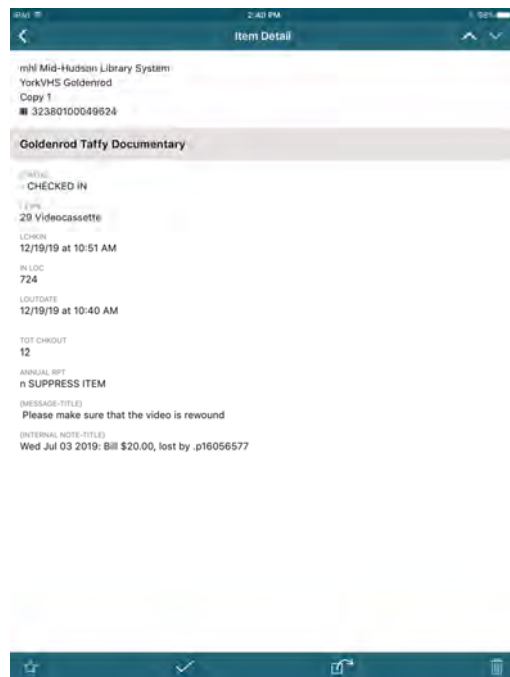 iPad
2:40 PM
Item Detail
mhl Mid-Hudson Library System
YorkVHS Goldenrod
Copy 1
32380100049624
Goldenrod Taffy Documentary
STATUS
- CHECKED IN
I TYPE
29 Videocassette
LCHKIN
12/19/19 at 10:51 AM
IN LOC
724
LOUTDATE
12/19/19 at 10:40 AM
TOT CHKOUT
12
ANNUAL RPT
n SUPPRESS ITEM
(MESSAGE-TITLE)
Please make sure that the video is rewound
(INTERNAL NOTE-TITLE)
Wed Jul 03 2019: Bill $20.00, lost by .p16056577